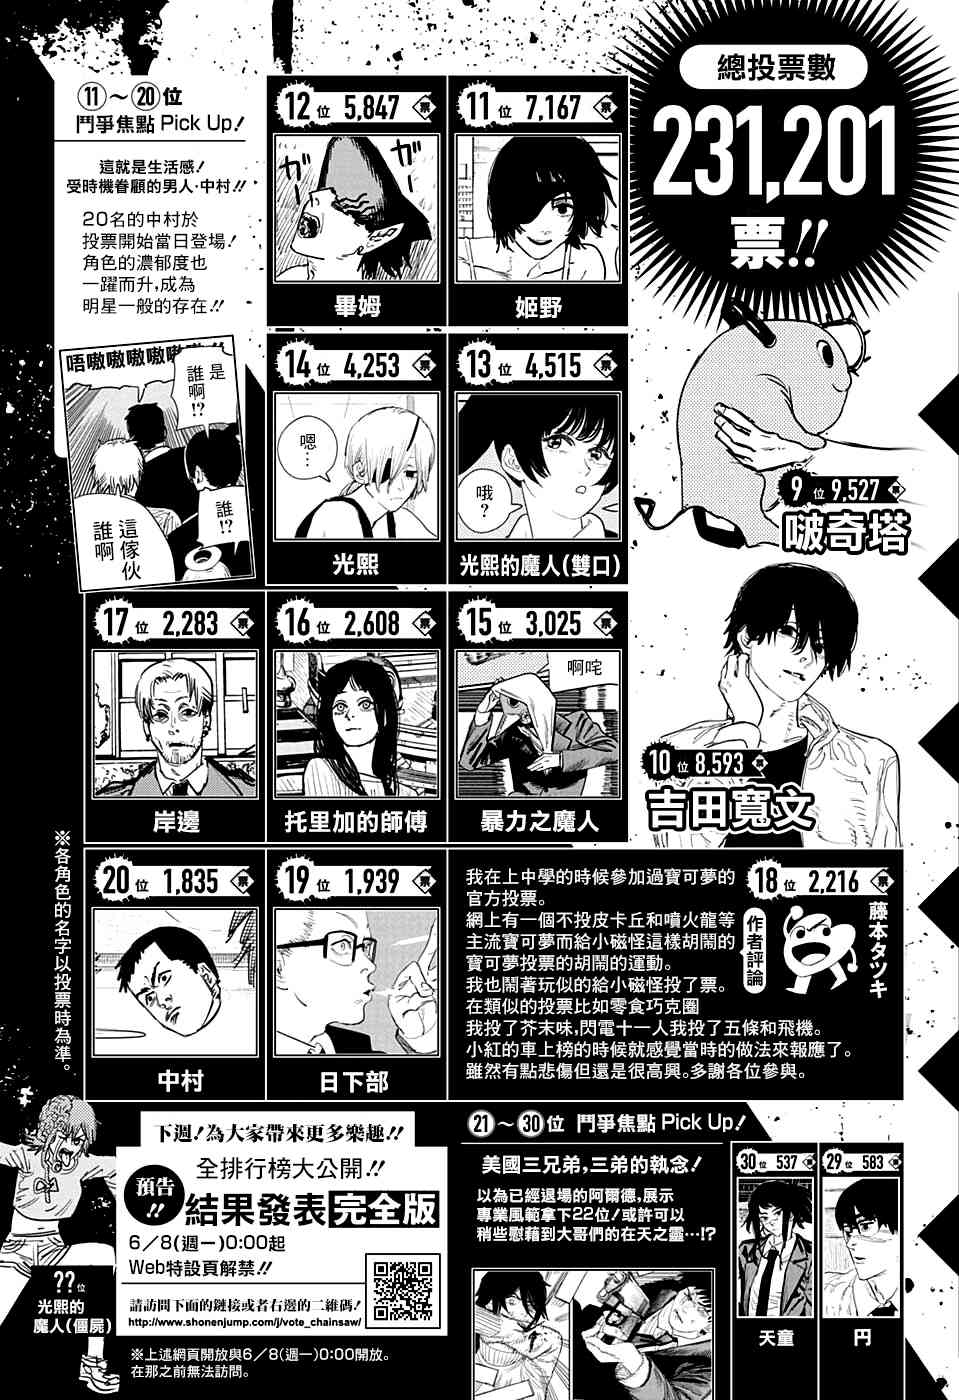 總投票數
231,201
票!!
⑪～⑳位
鬥爭焦點 Pick Up!
這就是生活感!
受時機眷顧的男人·中村!!
20名的中村於
投票開始當日登場!
角色的濃郁度也
一躍而升,成為
明星一般的存在!!
唔嗷嗷嗷嗷嗷
是誰啊!?
誰!?
這傢伙
誰啊
9位 9,527 票
啵奇塔
10位 8,593 票
吉田寬文
11位 7,167 票
姬野
12位 5,847 票
ガー
ガー
畢姆
13位 4,515 票
哦?
光熙的魔人(雙口)
14位 4,253 票
嗯…
光熙
15位 3,025 票
啊咤
暴力之魔人
16位 2,608 票
托里加的師傅
17位 2,283 票
岸邊
18位 2,216 票
藤本タツキ
作者評論
我在上中學的時候參加過寶可夢的
官方投票。
網上有一個不投皮卡丘和噴火龍等
主流寶可夢而給小磁怪這樣胡鬧的
寶可夢投票的胡鬧的運動。
我也鬧著玩似的給小磁怪投了票。
在類似的投票比如零食巧克圈
我投了芥末味,閃電十一人我投了五條和飛機。
小紅的車上榜的時候就感覺當時的做法來報應了。
雖然有點悲傷但還是很高興。多謝各位參與。
19位 1,939 票
日下部
20位 1,835 票
中村
※各角色的名字以投票時為準。
??位
光熙的
魔人(僵屍)
下週!為大家帶來更多樂趣!!
預告!!
全排行榜大公開!!
結果發表完全版
6／8(週一)0:00起
Web特設頁解禁!!
請訪問下面的鏈接或者右邊的二維碼!
http://www.shonenjump.com/j/vote_chainsaw/
※上述網頁開放與6／8(週一)0:00開放。
在那之前無法訪問。
㉑～㉚位 鬥爭焦點 Pick Up!
美國三兄弟,三弟的執念!
以為已經退場的阿爾德,展示
專業風範拿下22位!或許可以
稍些慰藉到大哥們的在天之靈…!?
30位 537 票
天童
29位 583 票
円